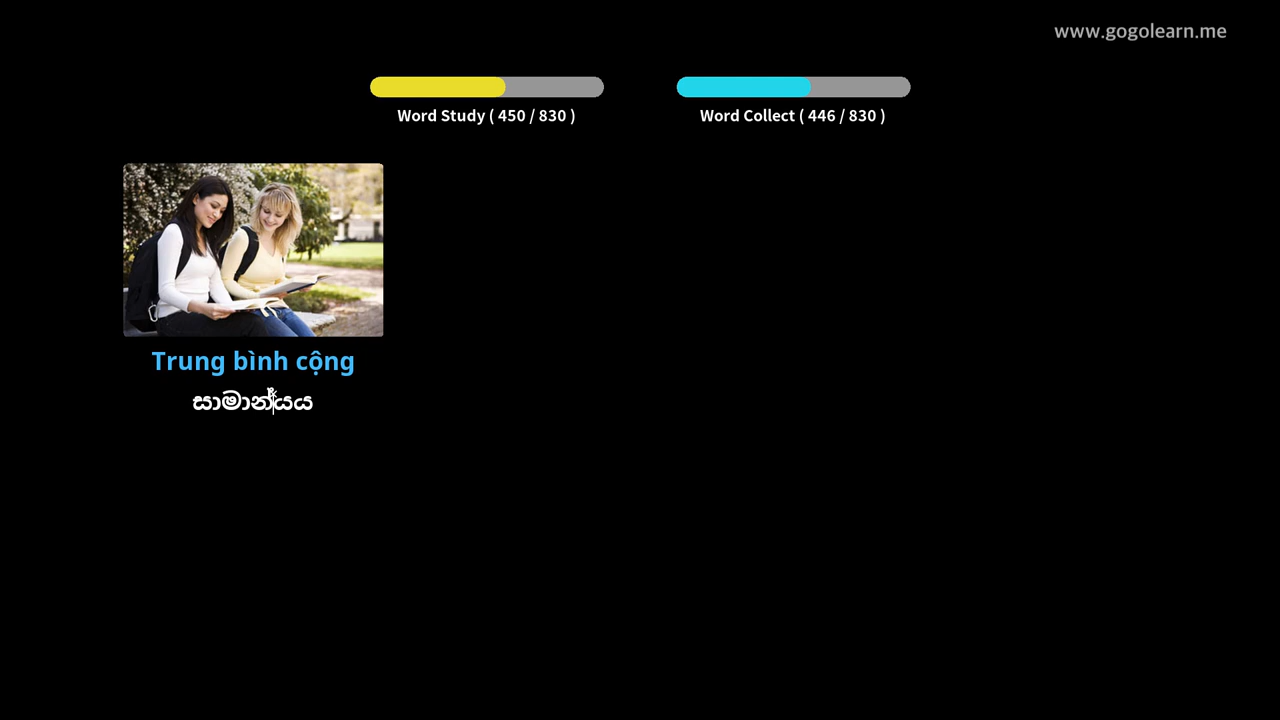 www.gogolearn.me
Word Study ( 450 / 830 )
Word Collect ( 446 / 830 )
Trung bình cộng
සාමාන්‍යය